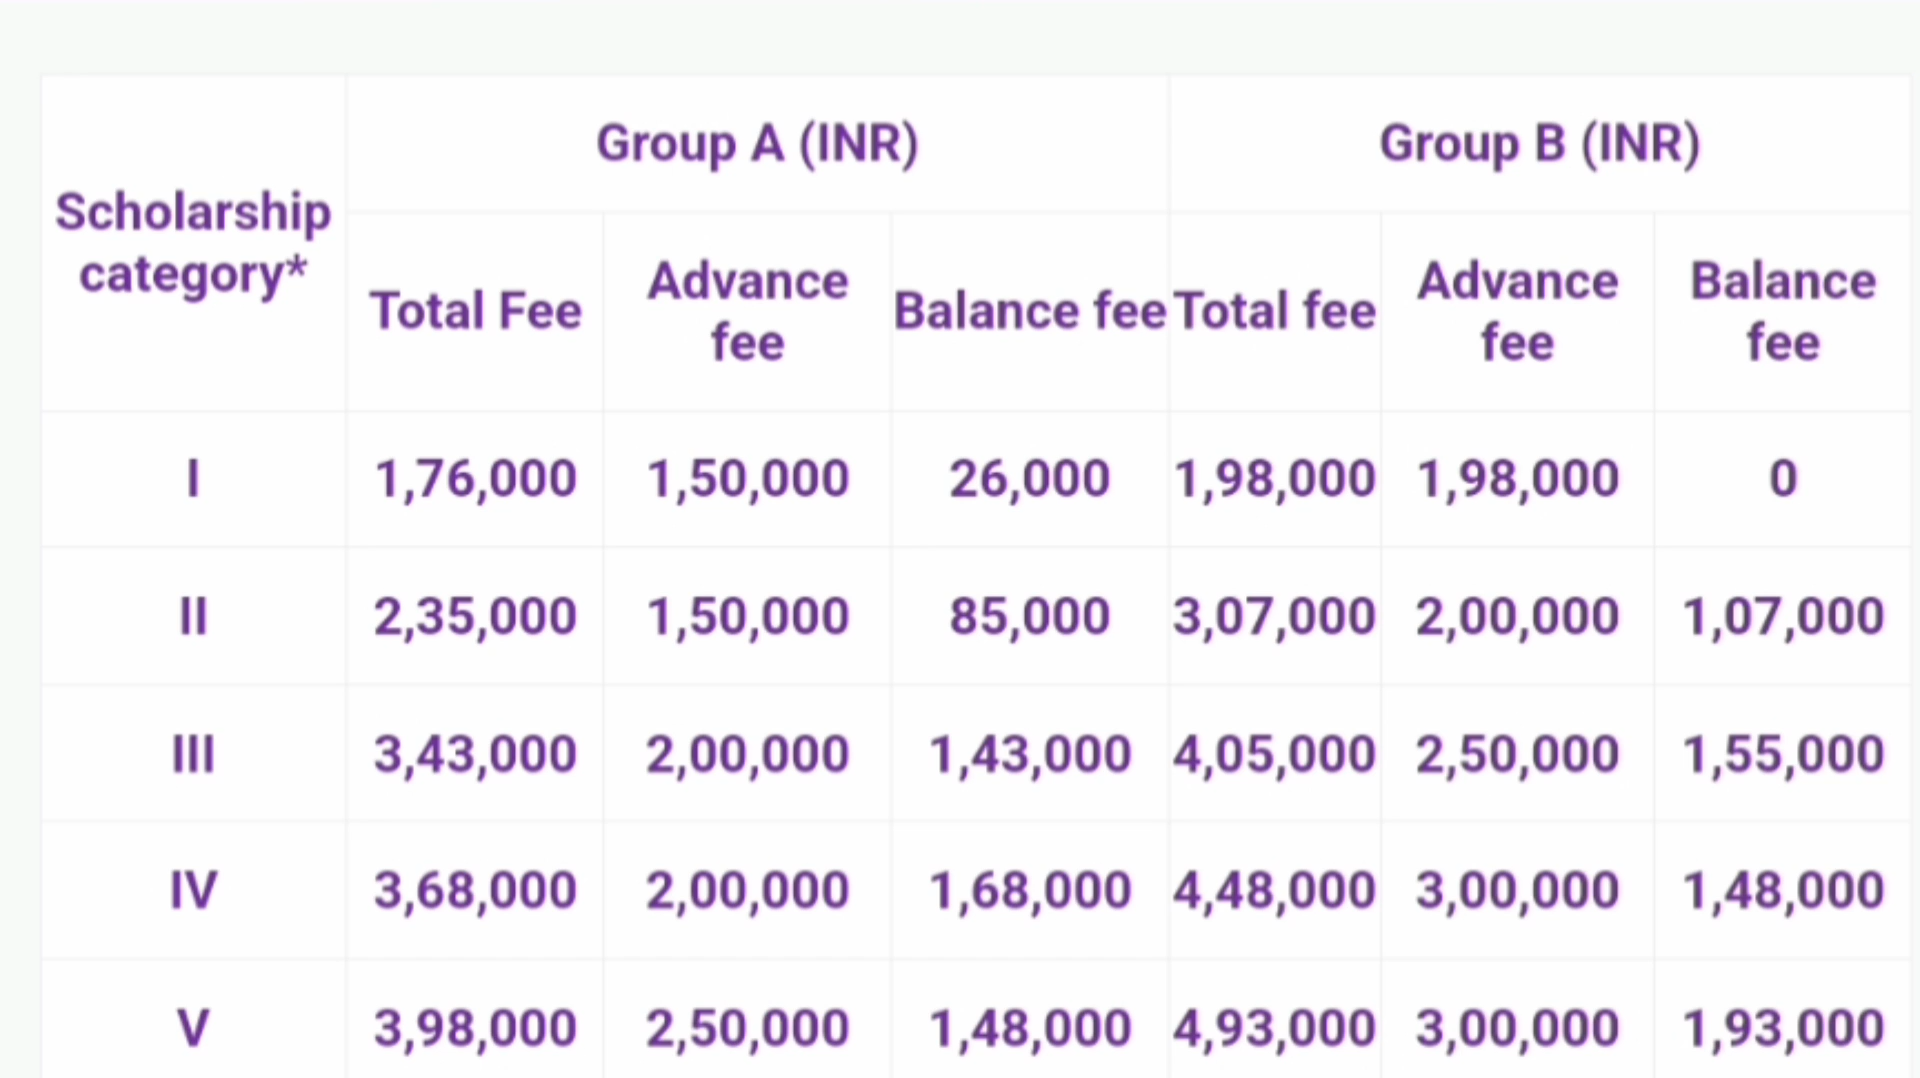 Group A (INR) Group B (INR)
Scholarship
category*
Total Fee Advance fee Balance fee Total fee Advance fee Balance fee
I 1,76,000 1,50,000 26,000 1,98,000 1,98,000 0
II 2,35,000 1,50,000 85,000 3,07,000 2,00,000 1,07,000
III 3,43,000 2,00,000 1,43,000 4,05,000 2,50,000 1,55,000
IV 3,68,000 2,00,000 1,68,000 4,48,000 3,00,000 1,48,000
V 3,98,000 2,50,000 1,48,000 4,93,000 3,00,000 1,93,000